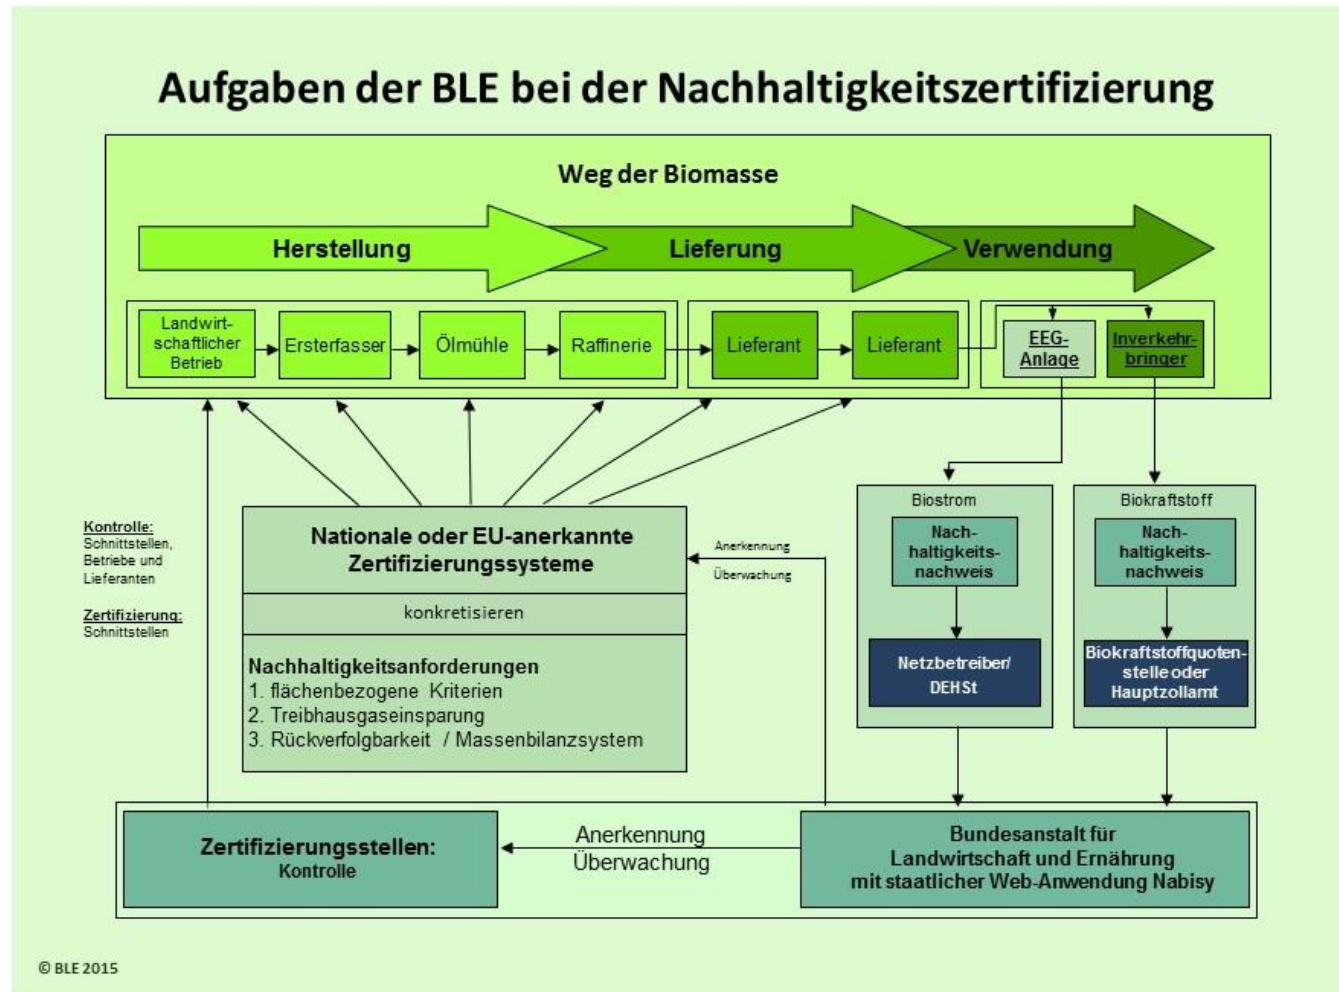 Aufgaben der BLE bei der Nachhaltigkeitszertifizierung
Weg der Biomasse
Herstellung
Lieferung
Verwendung
Landwirt-
schaftlicher
Betrieb
Ersterfasser
Ölmühle
Raffinerie
Lieferant
Lieferant
EEG-
Anlage
Inverkehr-
bringer
Kontrolle:
Schnittstellen,
Betriebe und
Lieferanten
Zertifizierung:
Schnittstellen
Nationale oder EU-anerkannte
Zertifizierungssysteme
konkretisieren
Nachhaltigkeitsanforderungen
1. flächenbezogene Kriterien
2. Treibhausgaseinsparung
3. Rückverfolgbarkeit / Massenbilanzsystem
Anerkennung
Überwachung
Biostrom
Nach-
haltigkeits-
nachweis
Netzbetreiber/
DEHSt
Biokraftstoff
Nach-
haltigkeits-
nachweis
Biokraftstoffquoten-
stelle oder
Hauptzollamt
Zertifizierungsstellen:
Kontrolle
Anerkennung
Überwachung
Bundesanstalt für
Landwirtschaft und Ernährung
mit staatlicher Web-Anwendung Nabisy
© BLE 2015